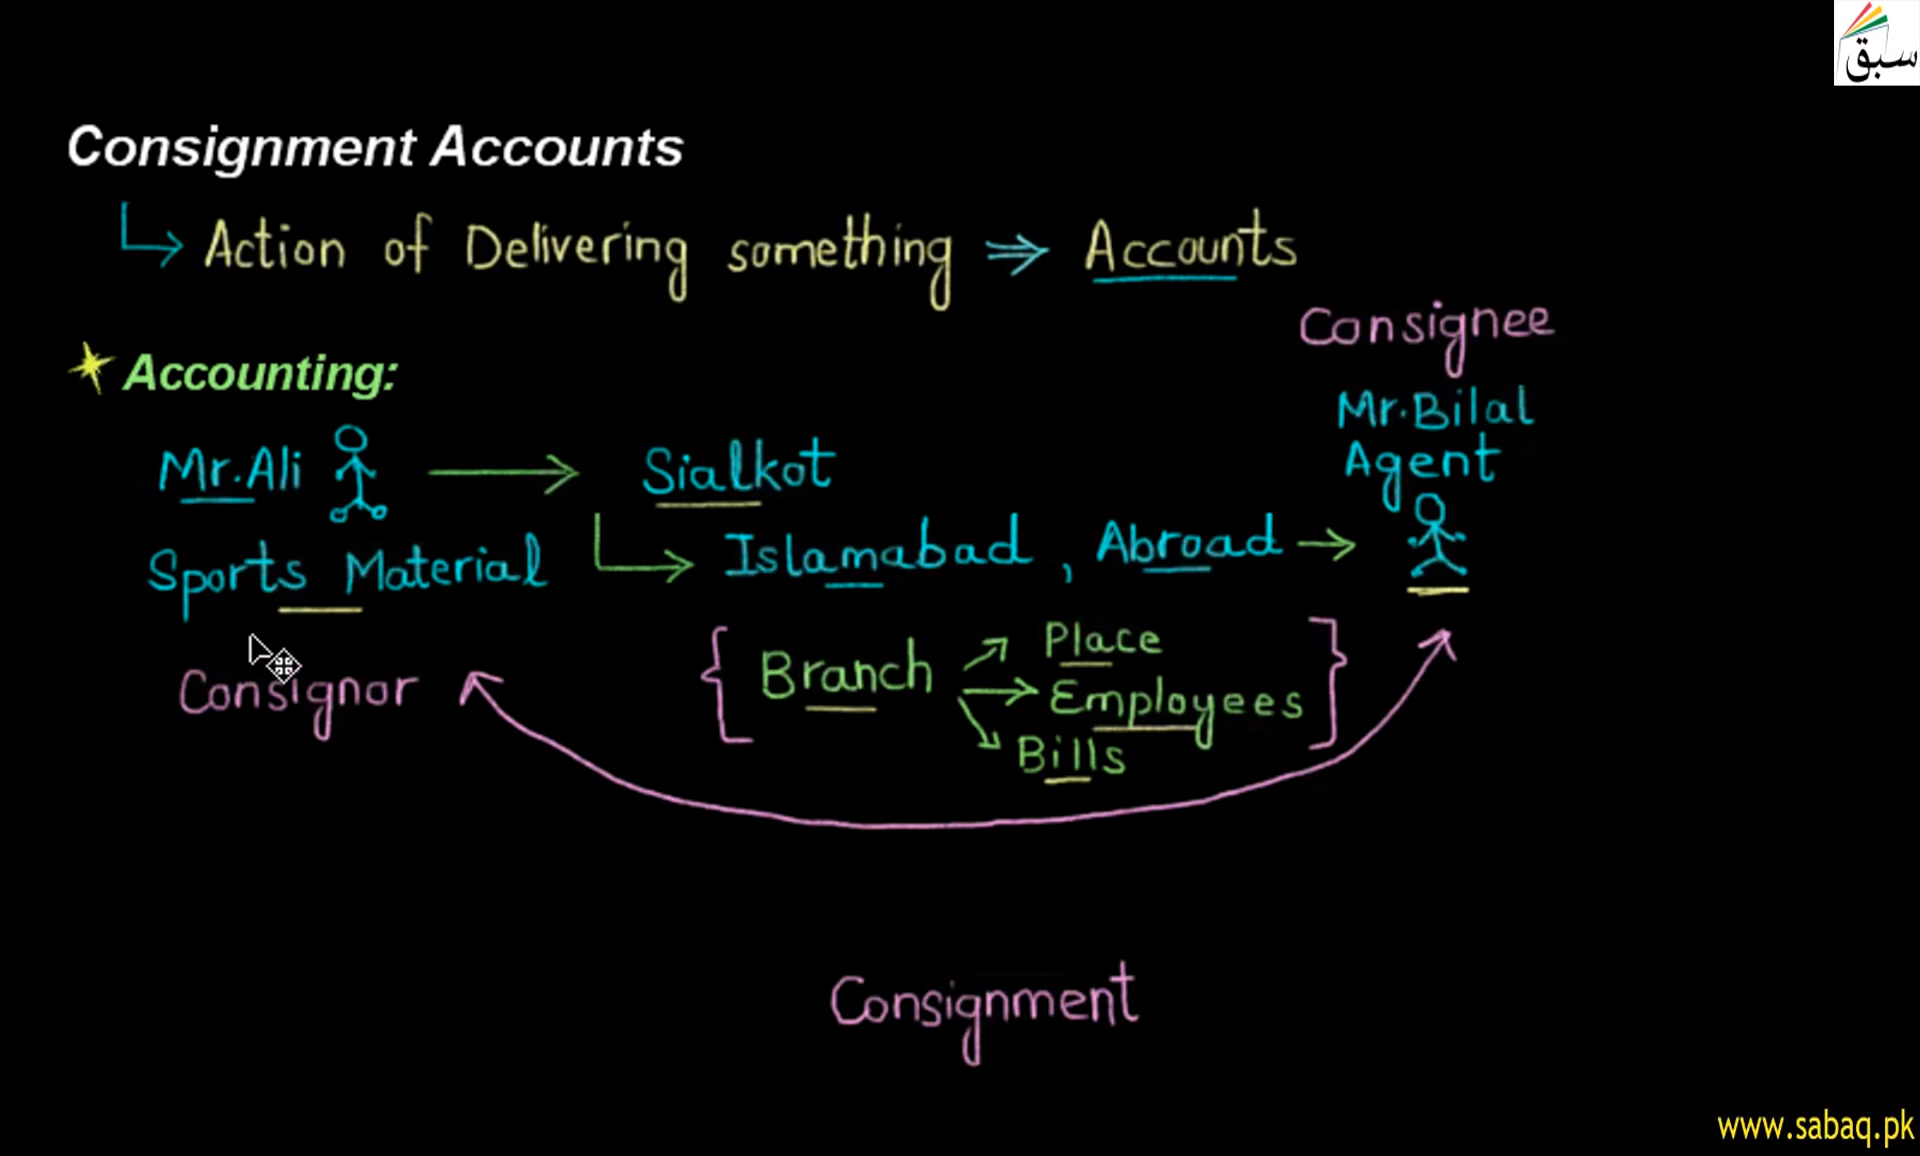 سبق
Consignment Accounts
Action of Delivering something ⇒ Accounts
Consignee
Accounting:
Mr. Bilal
Agent
Mr. Ali → Sialkot
Islamabad, Abroad →
Sports Material
Place
Branch
Employees
Consignor
Bills
Consignment
www.sabaq.pk